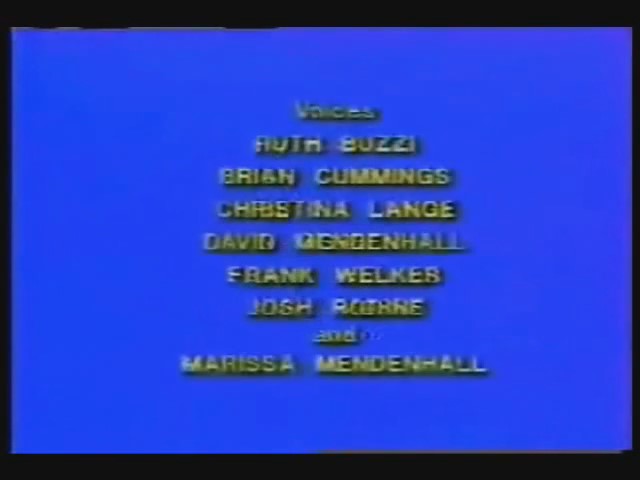 Voices
RUTH BUZZI
BRIAN CUMMINGS
CHRISTINA LANGE
DAVID MENDENHALL
FRANK WELKER
JOSH
and
MARISSA MENDENHALL